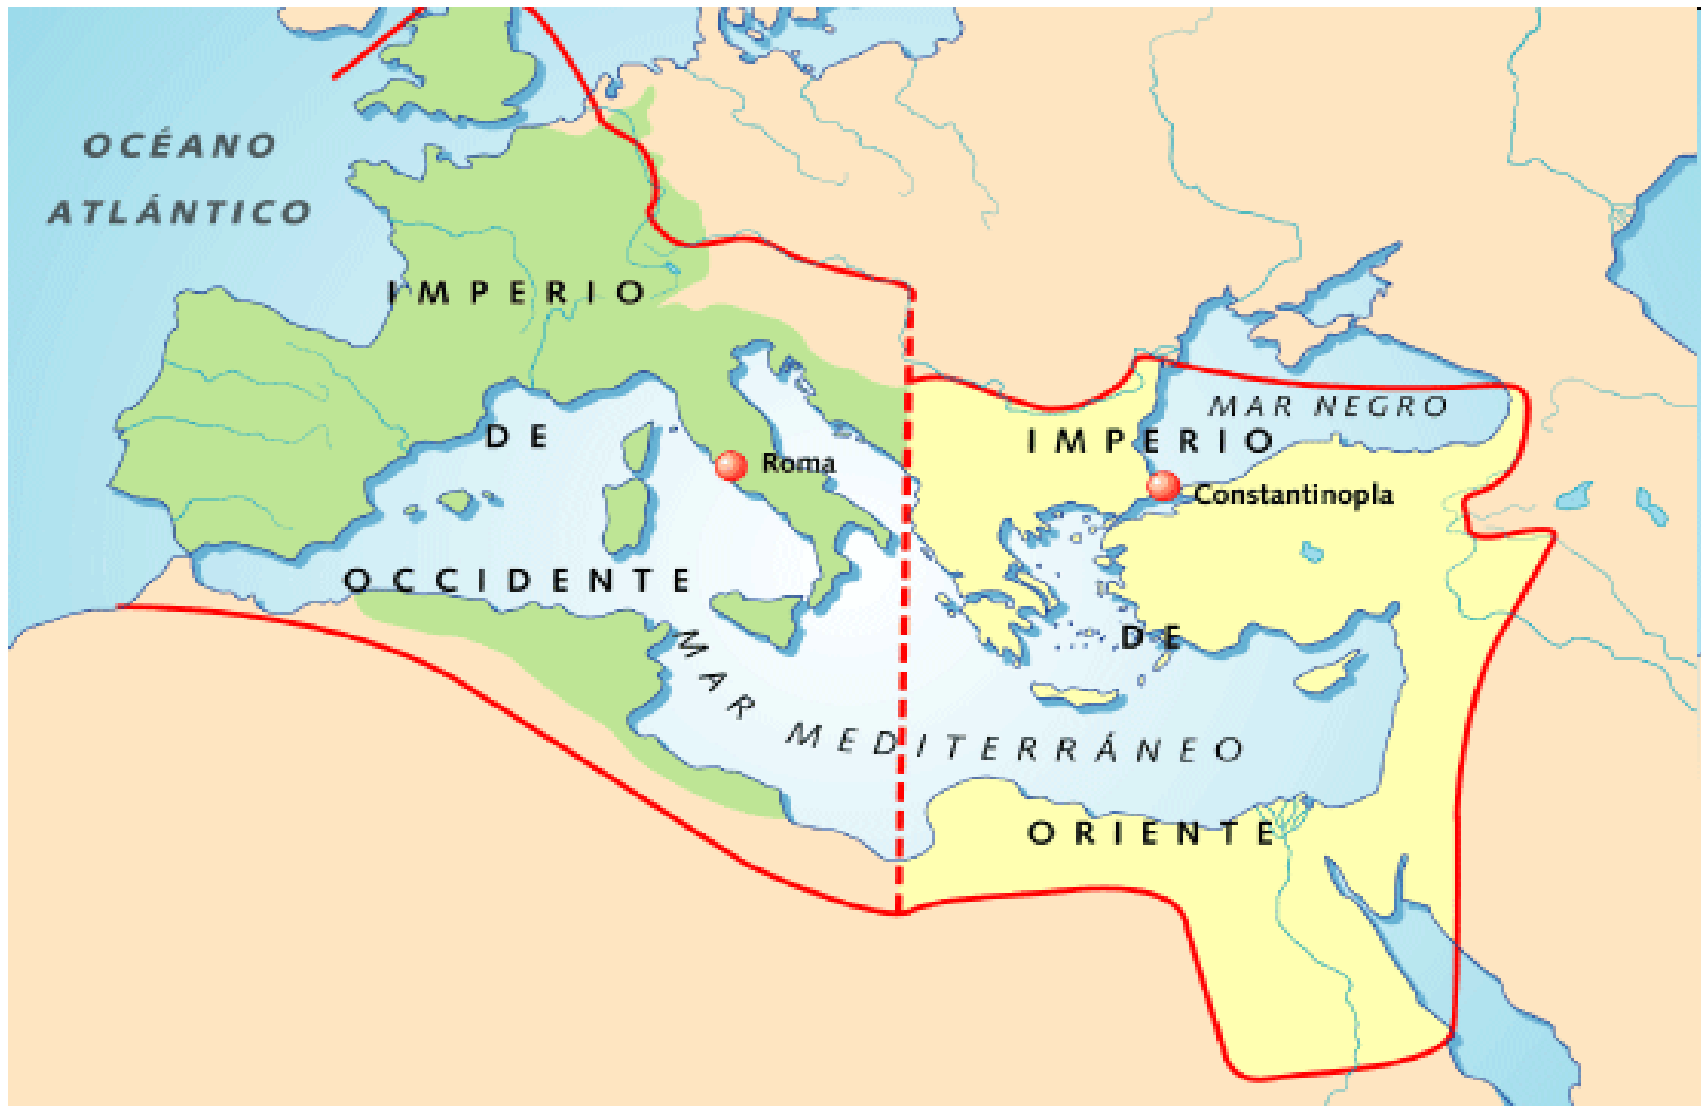 OCÉANO
ATLÁNTICO
IMPERIO
DE
OCCIDENTE
Roma
MAR NEGRO
IMPERIO
Constantinopla
DE
MAR MEDITERRÁNEO
ORIENTE